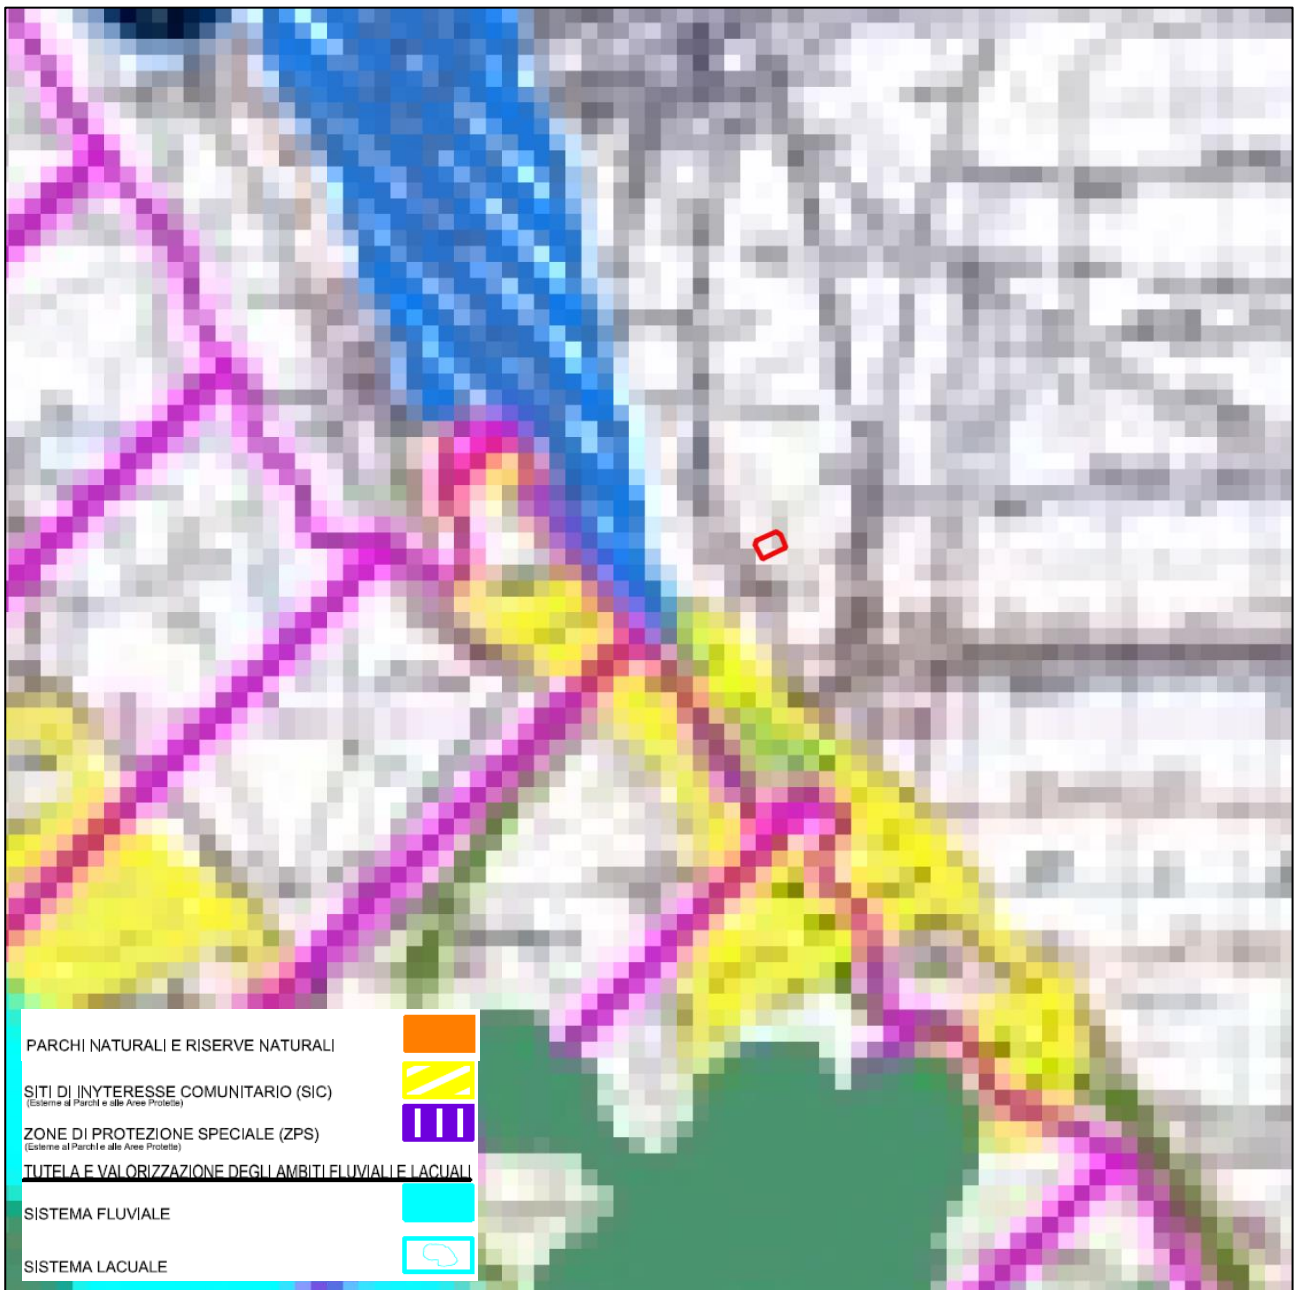 PARCHI NATURALI E RISERVE NATURALI
SITI DI INYTERESSE COMUNITARIO (SIC)
(Esterne ai Parchi e alle Aree Protette)
ZONE DI PROTEZIONE SPECIALE (ZPS)
(Esterne ai Parchi e alle Aree Protette)
TUTELA E VALORIZZAZIONE DEGLI AMBITI FLUVIALI E LACUALI
SISTEMA FLUVIALE
SISTEMA LACUALE